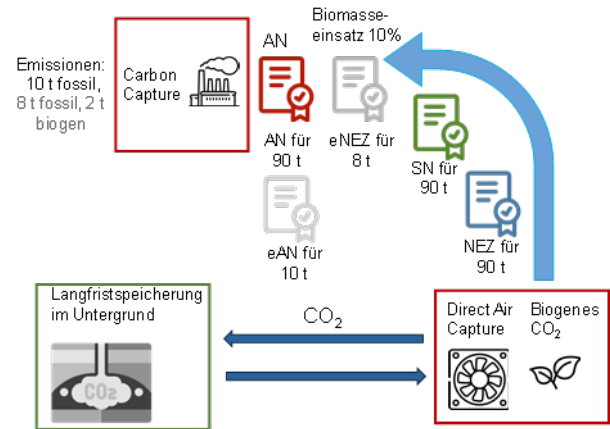 Emissionen:
10 t fossil,
8 t fossil, 2 t
biogen
Carbon
Capture
AN
Biomasse-
einsatz 10%
AN für
90 t
eNEZ für
8 t
SN für
90 t
NEZ für
90 t
eAN für
10 t
Langfristspeicherung
im Untergrund
CO2
CO₂
Direct Air
Capture
Biogenes
CO₂